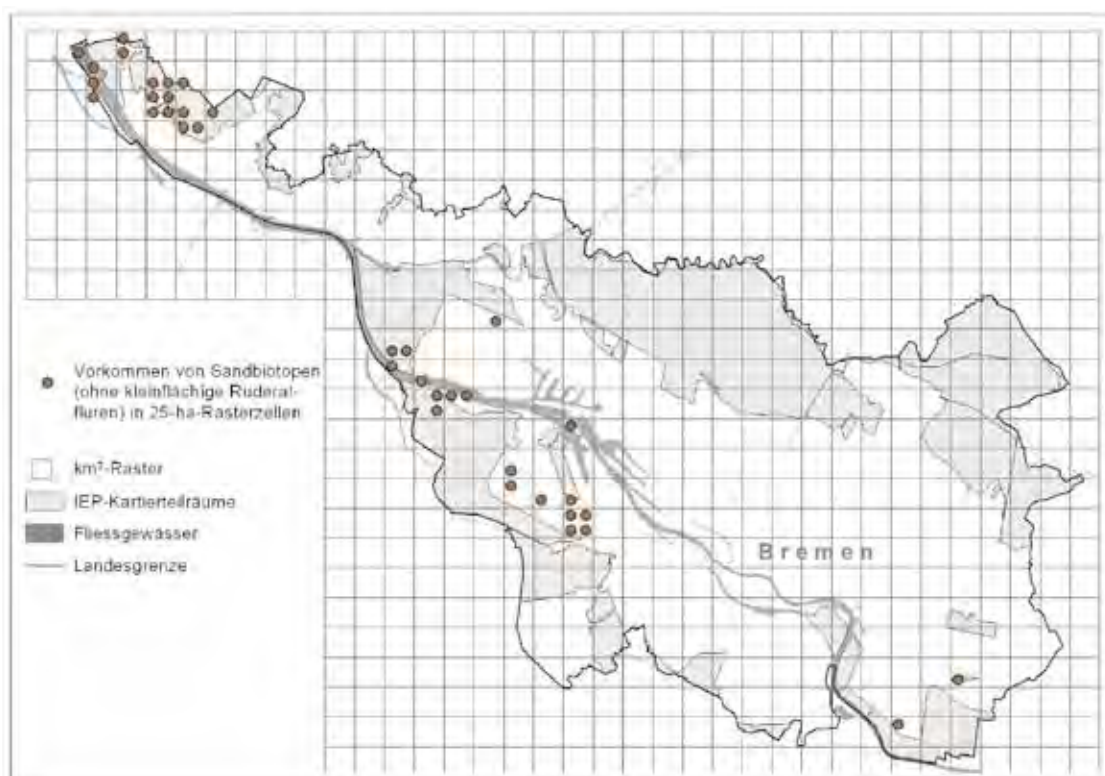 Vorkommen von Sandbiotopen
(ohne kleinflächige Ruderal-
fluren) in 25-ha-Rasterzellen
km²-Raster
IEP-Kartierteilräume
Fliessgewässer
Landesgrenze
Bremen